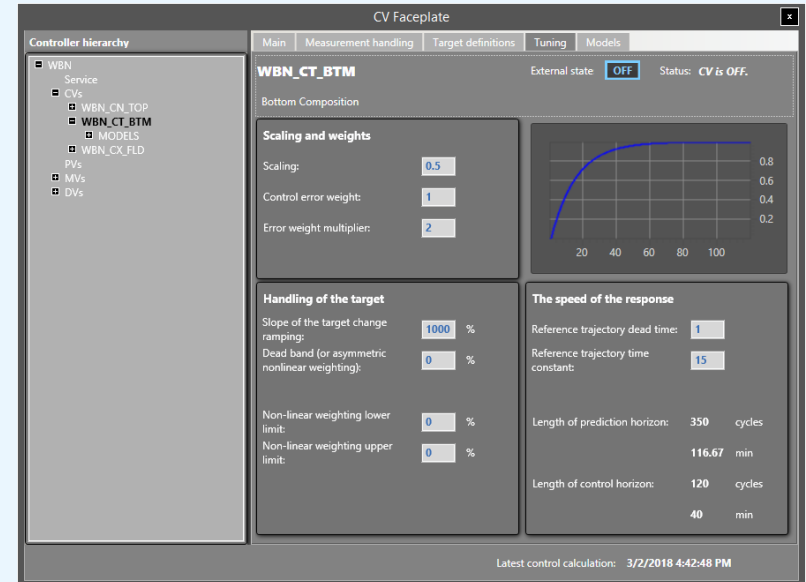 CV Faceplate
x
Controller hierarchy
Main
Measurement handling
Target definitions
Tuning
Models
WBN
Service
CVs
WBN_CN_TOP
WBN_CT_BTM
MODELS
WBN_CX_FLD
PVs
MVs
DVs
WBN_CT_BTM
External state
OFF
Status: CV is OFF.
Bottom Composition
Scaling and weights
Scaling: 0.5
Control error weight: 1
Error weight multiplier: 2
0.8
0.6
0.4
0.2
20 40 60 80 100
Handling of the target
Slope of the target change
ramping: 1000 %
Dead band (or asymmetric
nonlinear weighting): 0 %
Non-linear weighting lower
limit: 0 %
Non-linear weighting upper
limit: 0 %
The speed of the response
Reference trajectory dead time: 1
Reference trajectory time
constant: 15
Length of prediction horizon: 350 cycles
116.67 min
Length of control horizon: 120 cycles
40 min
Latest control calculation: 3/2/2018 4:42:48 PM